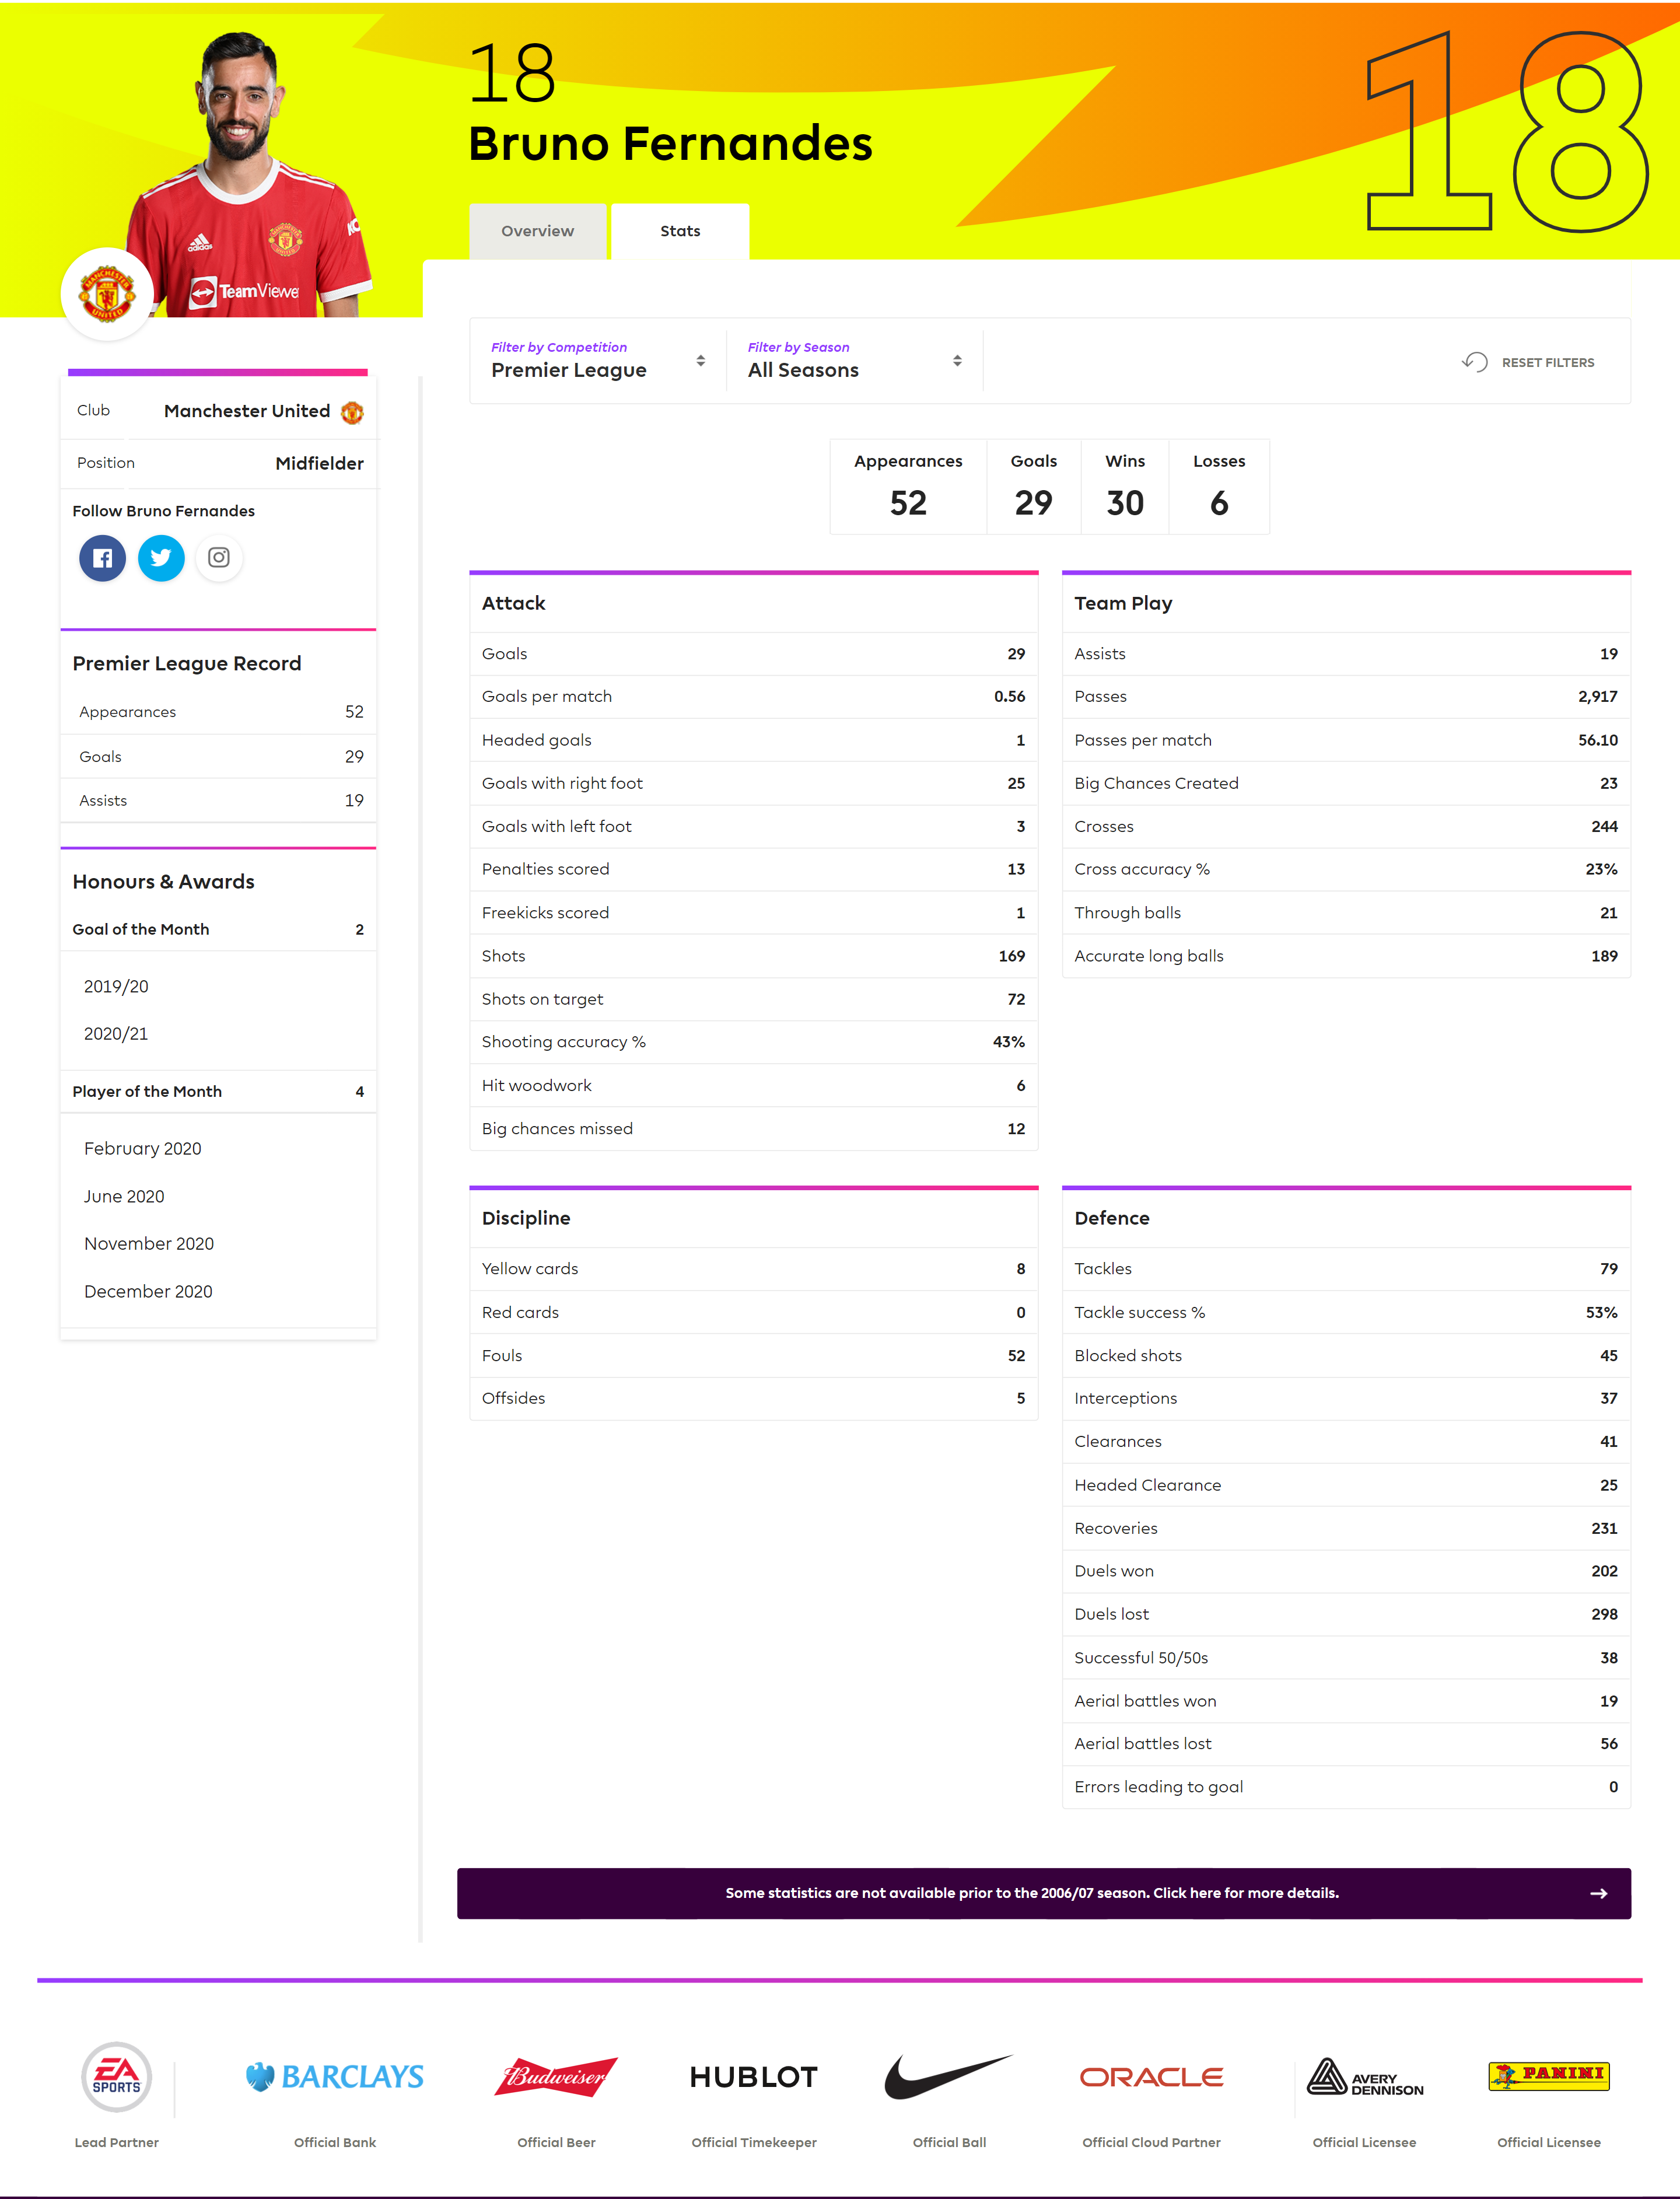 18
Bruno Fernandes
18
Overview
Stats
adidas
TeamViewe
MANCHESTER
UNITED
Filter by Competition
Premier League
Filter by Season
All Seasons
RESET FILTERS
Club
Manchester United
Position
Midfielder
Follow Bruno Fernandes
Premier League Record
Appearances 52
Goals 29
Assists 19
Honours & Awards
Goal of the Month 2
2019/20
2020/21
Player of the Month 4
February 2020
June 2020
November 2020
December 2020
Appearances
52
Goals
29
Wins
30
Losses
6
Attack
Goals 29
Goals per match 0.56
Headed goals 1
Goals with right foot 25
Goals with left foot 3
Penalties scored 13
Freekicks scored 1
Shots 169
Shots on target 72
Shooting accuracy % 43%
Hit woodwork 6
Big chances missed 12
Team Play
Assists 19
Passes 2,917
Passes per match 56.10
Big Chances Created 23
Crosses 244
Cross accuracy % 23%
Through balls 21
Accurate long balls 189
Discipline
Yellow cards 8
Red cards 0
Fouls 52
Offsides 5
Defence
Tackles 79
Tackle success % 53%
Blocked shots 45
Interceptions 37
Clearances 41
Headed Clearance 25
Recoveries 231
Duels won 202
Duels lost 298
Successful 50/50s 38
Aerial battles won 19
Aerial battles lost 56
Errors leading to goal 0
Some statistics are not available prior to the 2006/07 season. Click here for more details.
EA
SPORTS
Lead Partner
BARCLAYS
Official Bank
Budweiser
Official Beer
HUBLOT
Official Timekeeper
Official Ball
ORACLE
Official Cloud Partner
AVERY
DENNISON
Official Licensee
PANINI
Official Licensee